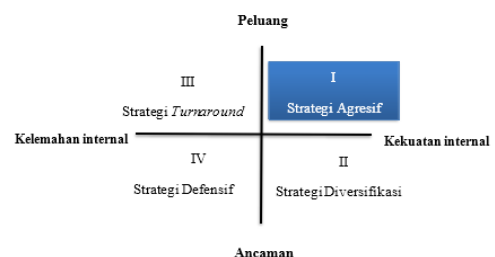 Peluang
III
I
Strategi Turnaround
Strategi Agresif
Kelemahan internal
Kekuatan internal
IV
II
Strategi Defensif
Strategi Diversifikasi
Ancaman